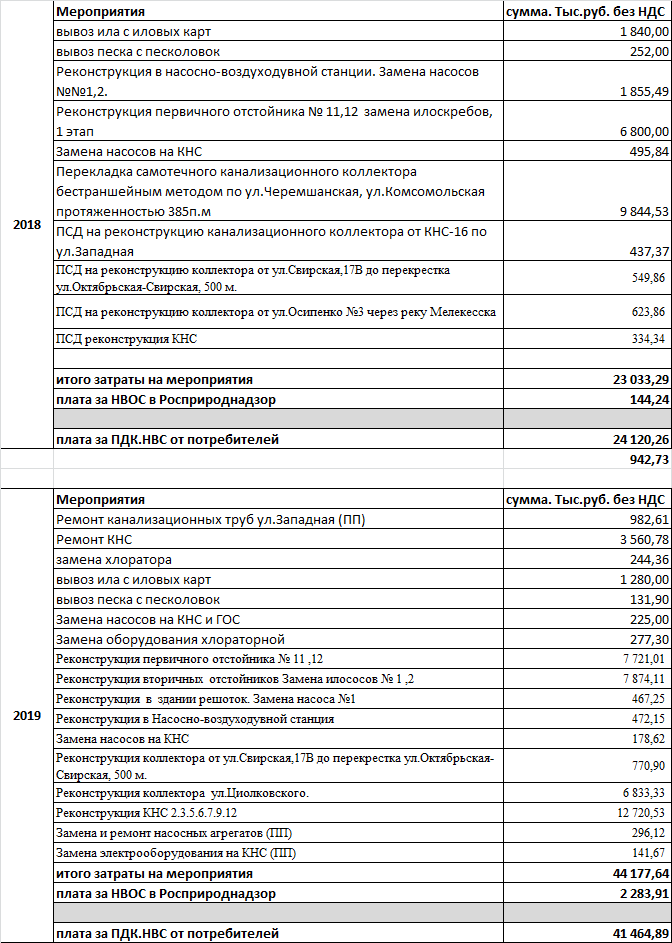 Мероприятия сумма. Тыс.руб. без НДС
вывоз ила с иловых карт 1 840,00
вывоз песка с песколовок 252,00
Реконструкция в насосно-воздуходувной станции. Замена насосов
№№1,2. 1 855,49
Реконструкция первичного отстойника № 11,12 замена илоскребов,
1 этап 6 800,00
Замена насосов на КНС 495,84
Перекладка самотечного канализационного коллектора
бестраншейным методом по ул.Черемшанская, ул.Комсомольская
протяженностью 385п.м 9 844,53
2018
ПСД на реконструкцию канализационного коллектора от КНС-16 по
ул.Западная 437,37
ПСД на реконструкцию коллектора от ул.Свирская,17В до перекрестка
ул.Октябрьская-Свирская, 500 м. 549,86
ПСД на реконструкцию коллектора от ул.Осипенко №3 через реку Мелекесска 623,86
ПСД реконструкция КНС 334,34
итого затраты на мероприятия 23 033,29
плата за НВОС в Росприроднадзор 144,24
плата за ПДК.НВС от потребителей 24 120,26
942,73
Мероприятия сумма. Тыс.руб. без НДС
Ремонт канализационных труб ул.Западная (ПП) 982,61
Ремонт КНС 3 560,78
замена хлоратора 244,36
вывоз ила с иловых карт 1 280,00
вывоз песка с песколовок 131,90
Замена насосов на КНС и ГОС 225,00
Замена оборудования хлораторной 277,30
Реконструкция первичного отстойника № 11 ,12 7 721,01
Реконструкция вторичных отстойников Замена илососов № 1 ,2 7 874,11
Реконструкция в здании решоток. Замена насоса №1 467,25
2019
Реконструкция в Насосно-воздуходувной станция 472,15
Замена насосов на КНС 178,62
Реконструкция коллектора от ул.Свирская,17В до перекрестка ул.Октябрьская-
Свирская, 500 м. 770,90
Реконструкция коллектора ул.Циолковского. 6 833,33
Реконструкция КНС 2.3.5.6.7.9.12 12 720,53
Замена и ремонт насосных агрегатов (ПП) 296,12
Замена электрооборудования на КНС (ПП) 141,67
итого затраты на мероприятия 44 177,64
плата за НВОС в Росприроднадзор 2 283,91
плата за ПДК.НВС от потребителей 41 464,89